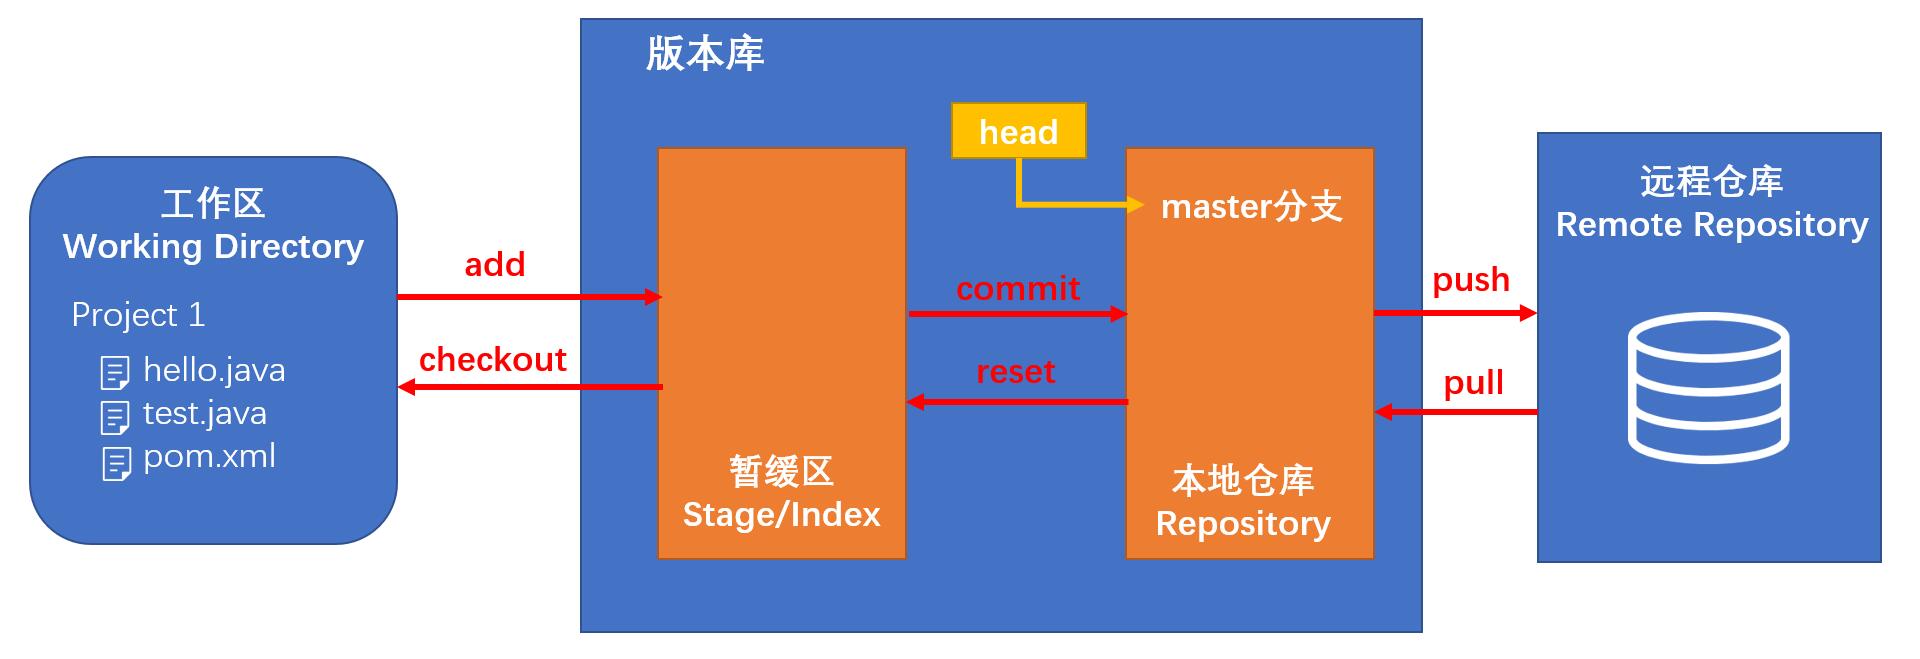 版本库
head
工作区
Working Directory
Project 1
hello.java
test.java
pom.xml
add
checkout
暂缓区
Stage/Index
commit
reset
master分支
本地仓库
Repository
push
pull
远程仓库
Remote Repository